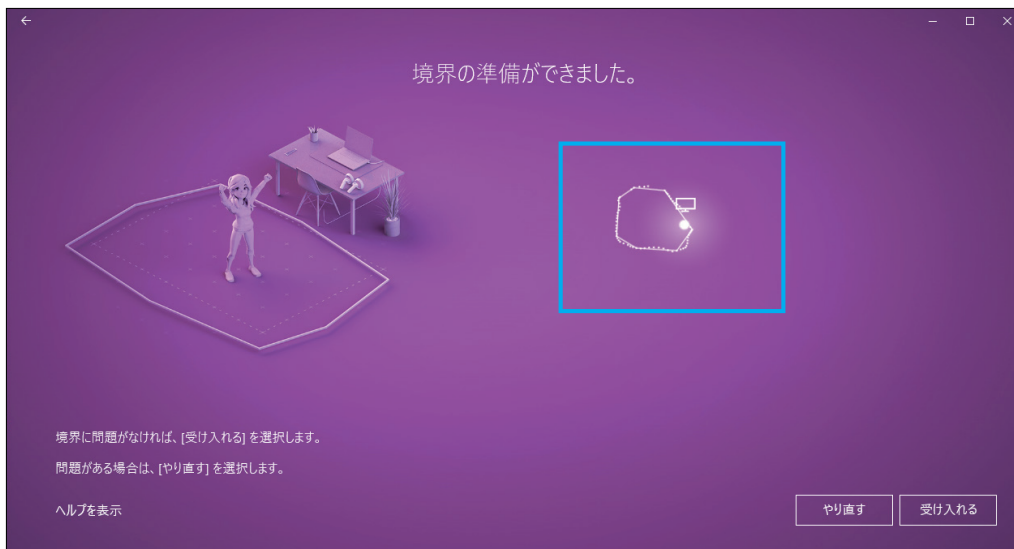 境界の準備ができました。
境界に問題がなければ、[受け入れる] を選択します。
問題がある場合は、[やり直す] を選択します。
ヘルプを表示
やり直す
受け入れる